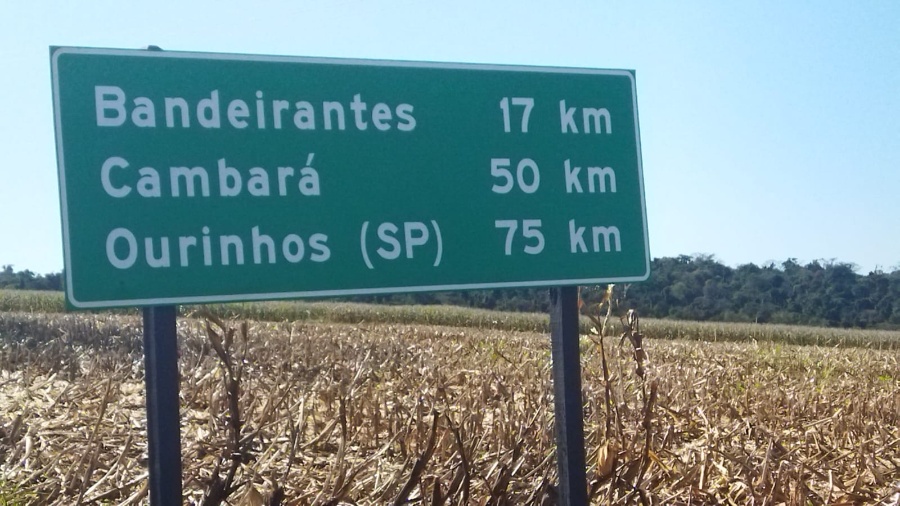 Bandeirantes 17 km
Cambará 50 km
Ourinhos (SP) 75 km